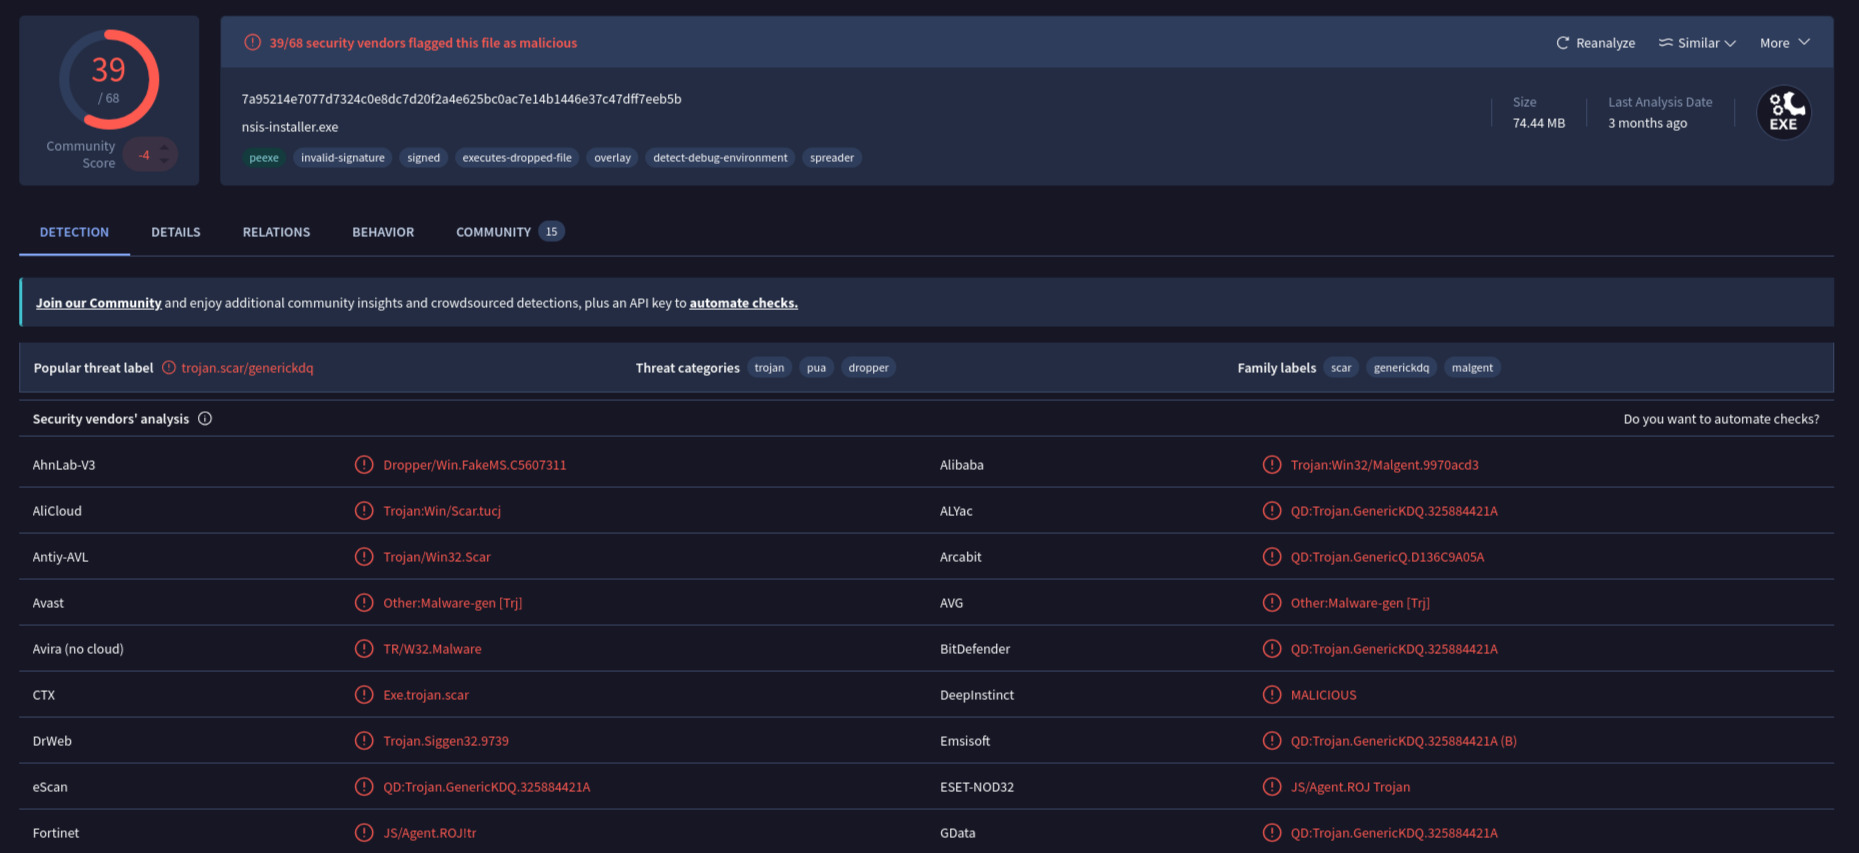 39
/ 68
Community
Score
-4
39/68 security vendors flagged this file as malicious
Reanalyze
Similar
More
7a95214e7077d7324c0e8dc7d20f2a4e625bc0ac7e14b1446e37c47dff7eeb5b
nsis-installer.exe
peexe
invalid-signature
signed
executes-dropped-file
overlay
detect-debug-environment
spreader
Size
74.44 MB
Last Analysis Date
3 months ago
EXE
DETECTION
DETAILS
RELATIONS
BEHAVIOR
COMMUNITY 15
Join our Community and enjoy additional community insights and crowdsourced detections, plus an API key to automate checks.
Popular threat label trojan.scar/generickdq
Threat categories trojan pua dropper
Family labels scar generickdq malgent
Security vendors' analysis
Do you want to automate checks?
AhnLab-V3 Dropper/Win.FakeMS.C5607311
Alibaba Trojan:Win32/Malgent.9970acd3
AliCloud Trojan:Win/Scar.tucj
ALYac QD:Trojan.GenericKDQ.325884421A
Antiy-AVL Trojan/Win32.Scar
Arcabit QD:Trojan.GenericQ.D136C9A05A
Avast Other:Malware-gen [Trj]
AVG Other:Malware-gen [Trj]
Avira (no cloud) TR/W32.Malware
BitDefender QD:Trojan.GenericKDQ.325884421A
CTX Exe.trojan.scar
DeepInstinct MALICIOUS
DrWeb Trojan.Siggen32.9739
Emsisoft QD:Trojan.GenericKDQ.325884421A (B)
eScan QD:Trojan.GenericKDQ.325884421A
ESET-NOD32 JS/Agent.ROJ Trojan
Fortinet JS/Agent.ROJ!tr
GData QD:Trojan.GenericKDQ.325884421A